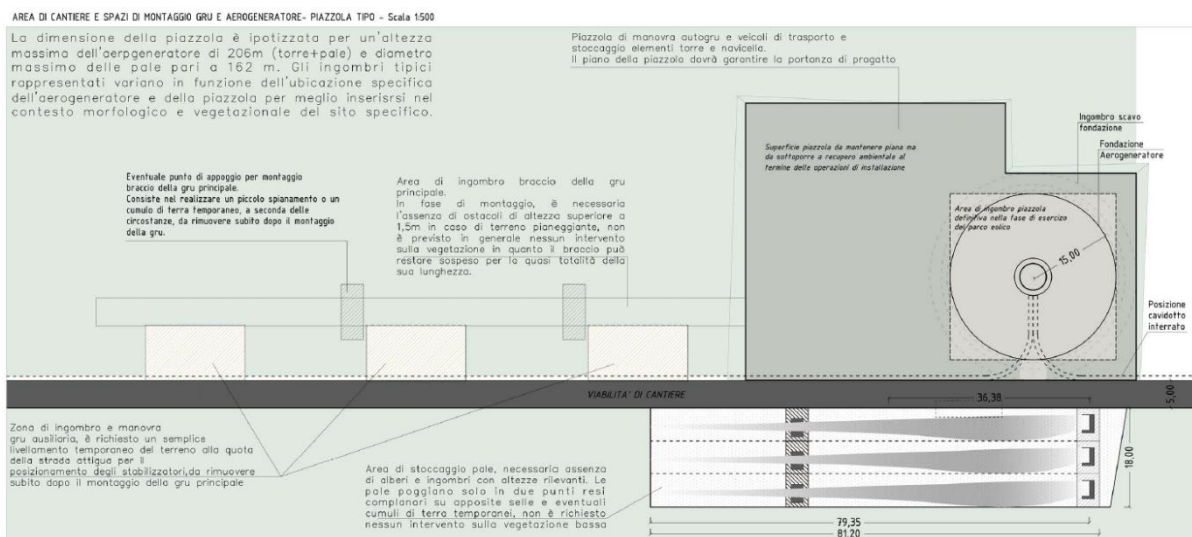 AREA DI CANTIERE E SPAZI DI MONTAGGIO GRU E AEROGENERATORE- PIAZZOLA TIPO - Scala 1:500
La dimensione della piazzola è ipotizzata per un'altezza
massima dell'aerpgeneratore di 206m (torre+pale) e diametro
massimo delle pale pari a 162 m. Gli ingombri tipici
rappresentati variano in funzione dell'ubicazione specifica
dell'aerogeneratore e della piazzola per meglio inserisrsi nel
contesto morfologico e vegetazionale del sito specifico.
Piazzola di manovra autogru e veicoli di trasporto e
stoccaggio elementi torre e navicella.
Il piano della piazzola dovrà garantire la portanza di progatto
Ingombro scavo
fondazione
Fondazione
Aerogeneratore
Superficie piazzola da mantenere piana ma
da sottoporre a recupero ambientale al
termine delle operazioni di installazione
Eventuale punto di appoggio per montaggio
braccio della gru principale.
Consiste nel realizzare un piccolo spianamento o un
cumulo di terra temporaneo, a seconda delle
circostanze, da rimuovere subito dopo il montaggio
della gru.
Area di ingombro braccio della gru
principale.
In fase di montaggio, è necessaria
l'assenza di ostacoli di altezza superiore a
1,5m in caso di terreno pianeggiante, non
è previsto in generale nessun intervento
sulla vegetazione in quanto il braccio può
restare sospeso per la quasi totalità della
sua lunghezza.
Area di ingombro piazzola
definitiva nella fase di esercizo
del parco eolico
15,00
Posizione
cavidotto
interrato
VIABILITA' DI CANTIERE
36,38
5,00
Zona di ingombro e manovra
gru ausiliaria, è richiesto un semplice
livellamento temporaneo del terreno alla quota
della strada attigua per il
posizionamento degli stabilizzatori,da rimuovere
subito dopo il montaggio della gru principale
Area di stoccaggio pale, necessaria assenza
di alberi e ingombri con altezze rilevanti. Le
pale poggiano solo in due punti resi
complanari su apposite selle e eventuali
cumuli di terra temporanei, non è richiesto
nessun intervento sulla vegetazione bassa
18,00
79,35
81,20